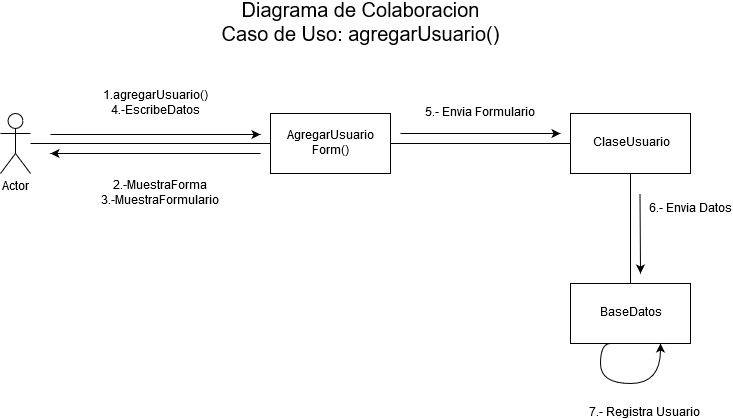 Diagrama de Colaboracion
Caso de Uso: agregarUsuario()
1.agregarUsuario()
4.-EscribeDatos
5.- Envia Formulario
AgregarUsuario
Form()
ClaseUsuario
Actor
2.-MuestraForma
3.-MuestraFormulario
6.- Envia Datos
BaseDatos
7.- Registra Usuario